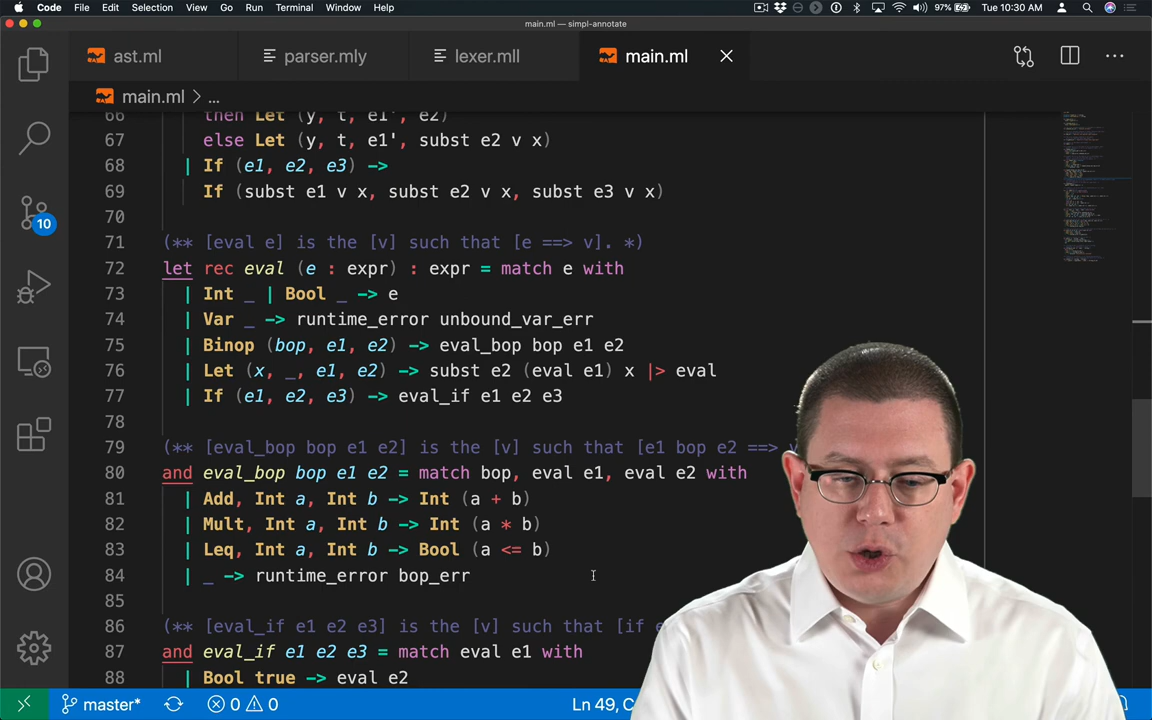 Code File Edit Selection View Go Run Terminal Window Help 97% Tue 10:30 AM
main.ml — simpl-annotate
ast.ml parser.mly lexer.mll main.ml
main.ml > ...
66 then Let (y, t, e1', e2)
67 else Let (y, t, e1', subst e2 v x)
68 | If (e1, e2, e3) ->
69 If (subst e1 v x, subst e2 v x, subst e3 v x)
70
71 (** [eval e] is the [v] such that [e ==> v]. *)
72 let rec eval (e : expr) : expr = match e with
73 | Int _ | Bool _ -> e
74 | Var _ -> runtime_error unbound_var_err
75 | Binop (bop, e1, e2) -> eval_bop bop e1 e2
76 | Let (x, _, e1, e2) -> subst e2 (eval e1) x |> eval
77 | If (e1, e2, e3) -> eval_if e1 e2 e3
78
79 (** [eval_bop bop e1 e2] is the [v] such that [e1 bop e2 ==> v
80 and eval_bop bop e1 e2 = match bop, eval e1, eval e2 with
81 | Add, Int a, Int b -> Int (a + b)
82 | Mult, Int a, Int b -> Int (a * b)
83 | Leq, Int a, Int b -> Bool (a <= b)
84 | _ -> runtime_error bop_err
85
86 (** [eval_if e1 e2 e3] is the [v] such that [if e
87 and eval_if e1 e2 e3 = match eval e1 with
88 | Bool true -> eval e2
10
master* 0 0 Ln 49, C